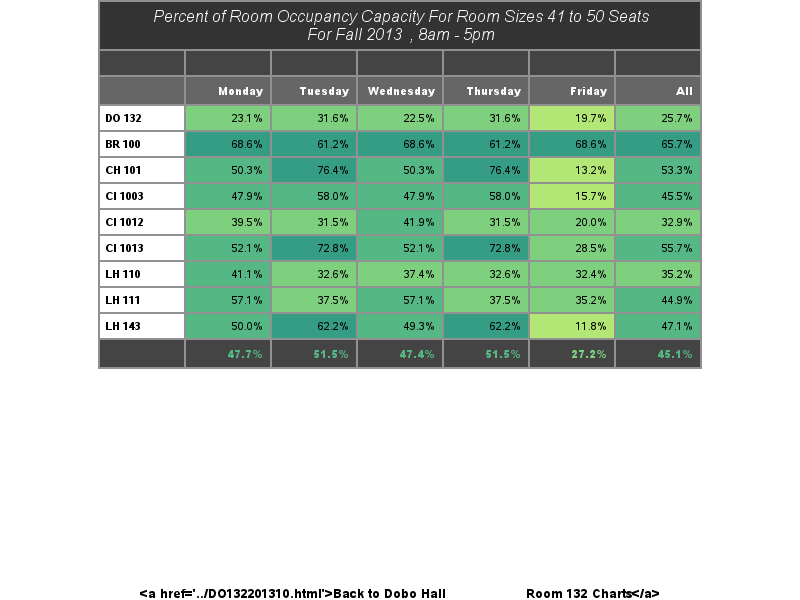 Percent of Room Occupancy Capacity For Room Sizes 41 to 50 Seats
For Fall 2013 , 8am - 5pm
Monday Tuesday Wednesday Thursday Friday All
DO 132 23.1% 31.6% 22.5% 31.6% 19.7% 25.7%
BR 100 68.6% 61.2% 68.6% 61.2% 68.6% 65.7%
CH 101 50.3% 76.4% 50.3% 76.4% 13.2% 53.3%
CI 1003 47.9% 58.0% 47.9% 58.0% 15.7% 45.5%
CI 1012 39.5% 31.5% 41.9% 31.5% 20.0% 32.9%
CI 1013 52.1% 72.8% 52.1% 72.8% 28.5% 55.7%
LH 110 41.1% 32.6% 37.4% 32.6% 32.4% 35.2%
LH 111 57.1% 37.5% 57.1% 37.5% 35.2% 44.9%
LH 143 50.0% 62.2% 49.3% 62.2% 11.8% 47.1%
47.7% 51.5% 47.4% 51.5% 27.2% 45.1%
<a href='../DO132201310.html'>Back to Dobo Hall Room 132 Charts</a>